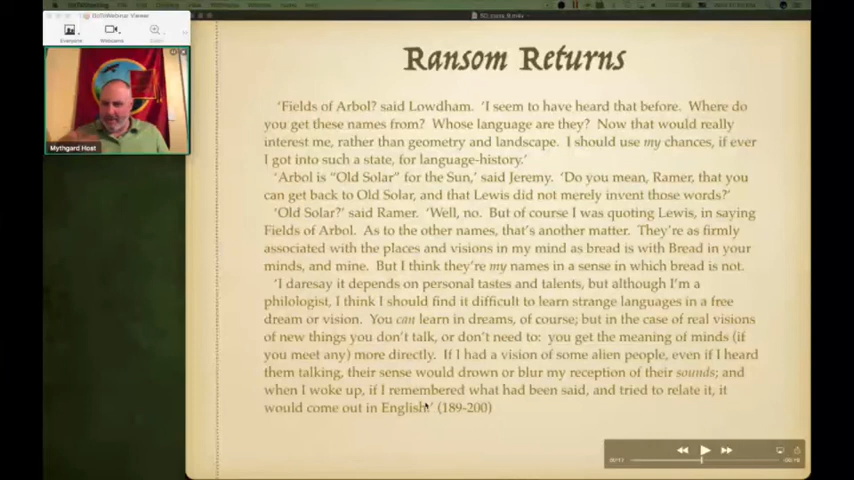 GoToWebinar Viewer
Everyone
Webcams
Mythgard Host
Ransom Returns
'Fields of Arbol? said Lowdham. 'I seem to have heard that before. Where do
you get these names from? Whose language are they? Now that would really
interest me, rather than geometry and landscape. I should use my chances, if ever
I got into such a state, for language-history.'
'Arbol is "Old Solar" for the Sun,' said Jeremy. 'Do you mean, Ramer, that you
can get back to Old Solar, and that Lewis did not merely invent those words?'
'Old Solar?' said Ramer. 'Well, no. But of course I was quoting Lewis, in saying
Fields of Arbol. As to the other names, that's another matter. They're as firmly
associated with the places and visions in my mind as bread is with Bread in your
minds, and mine. But I think they're my names in a sense in which bread is not.
'I daresay it depends on personal tastes and talents, but although I'm a
philologist, I think I should find it difficult to learn strange languages in a free
dream or vision. You can learn in dreams, of course; but in the case of real visions
of new things you don't talk, or don't need to: you get the meaning of minds (if
you meet any) more directly. If I had a vision of some alien people, even if I heard
them talking, their sense would drown or blur my reception of their sounds; and
when I woke up, if I remembered what had been said, and tried to relate it, it
would come out in English.' (189-200)